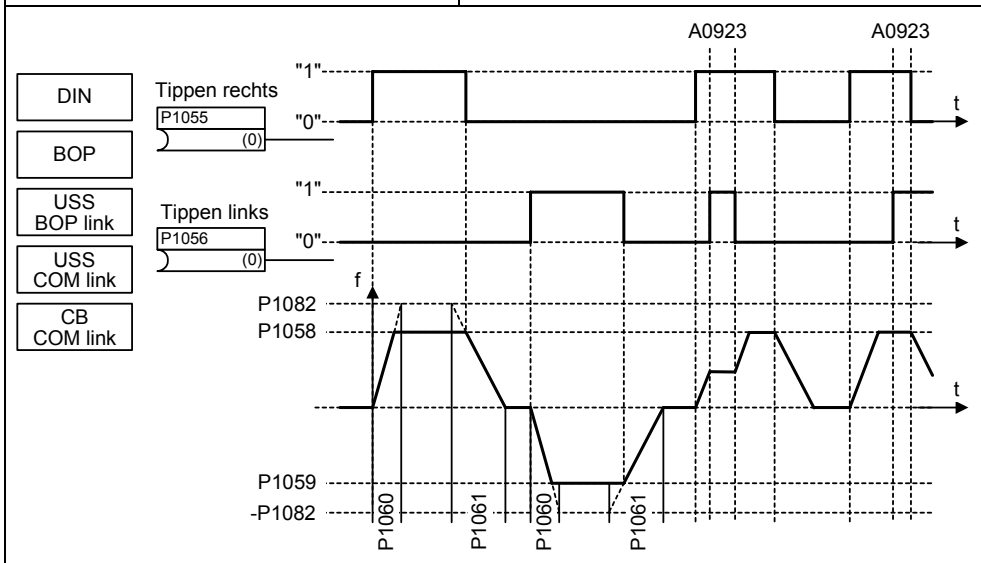 A0923 A0923
DIN
BOP
USS
BOP link
USS
COM link
CB
COM link
Tippen rechts
P1055
(0)
"1"
"0"
t
Tippen links
P1056
(0)
"1"
"0"
t
f
P1082
P1058
t
P1059
-P1082
P1060
P1061
P1060
P1061